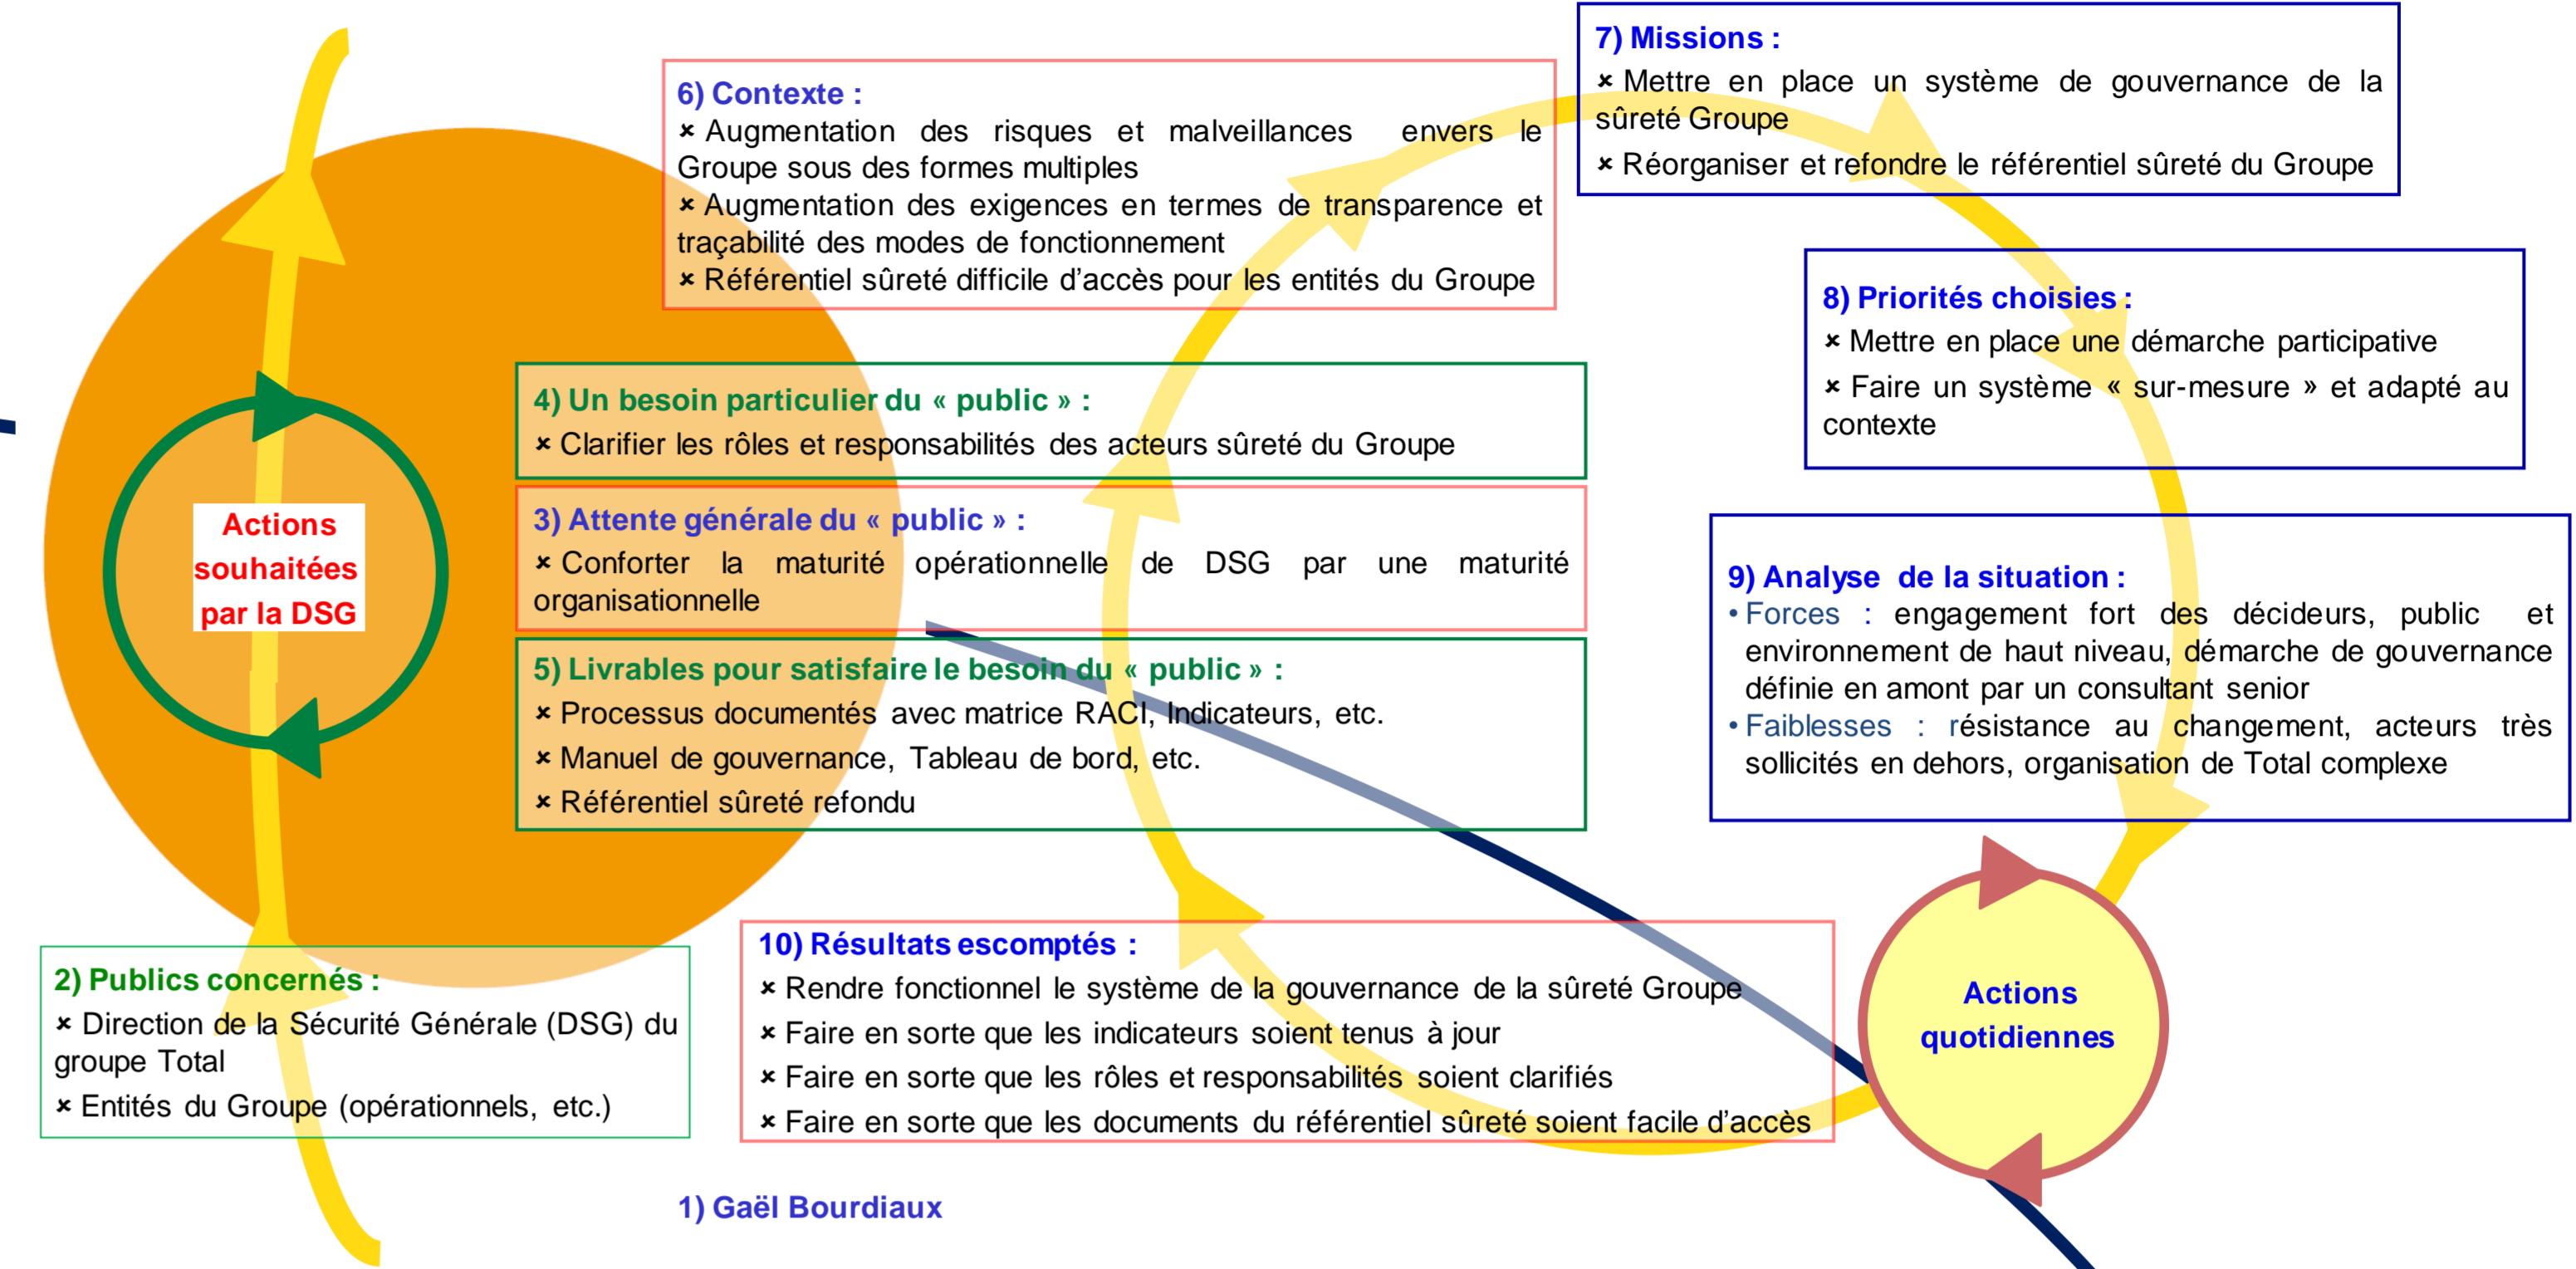 7) Missions :
× Mettre en place un système de gouvernance de la
sûreté Groupe
× Réorganiser et refondre le référentiel sûreté du Groupe
6) Contexte :
× Augmentation des risques et malveillances envers le
Groupe sous des formes multiples
× Augmentation des exigences en termes de transparence et
traçabilité des modes de fonctionnement
× Référentiel sûreté difficile d’accès pour les entités du Groupe
8) Priorités choisies :
× Mettre en place une démarche participative
× Faire un système « sur-mesure » et adapté au
contexte
4) Un besoin particulier du « public » :
× Clarifier les rôles et responsabilités des acteurs sûreté du Groupe
Actions
souhaitées
par la DSG
3) Attente générale du « public » :
× Conforter la maturité opérationnelle de DSG par une maturité
organisationnelle
9) Analyse de la situation :
• Forces : engagement fort des décideurs, public et
environnement de haut niveau, démarche de gouvernance
définie en amont par un consultant senior
• Faiblesses : résistance au changement, acteurs très
sollicités en dehors, organisation de Total complexe
5) Livrables pour satisfaire le besoin du « public » :
× Processus documentés avec matrice RACI, Indicateurs, etc.
× Manuel de gouvernance, Tableau de bord, etc.
× Référentiel sûreté refondu
2) Publics concernés :
× Direction de la Sécurité Générale (DSG) du
groupe Total
× Entités du Groupe (opérationnels, etc.)
10) Résultats escomptés :
× Rendre fonctionnel le système de la gouvernance de la sûreté Groupe
× Faire en sorte que les indicateurs soient tenus à jour
× Faire en sorte que les rôles et responsabilités soient clarifiés
× Faire en sorte que les documents du référentiel sûreté soient facile d’accès
Actions
quotidiennes
1) Gaël Bourdiaux